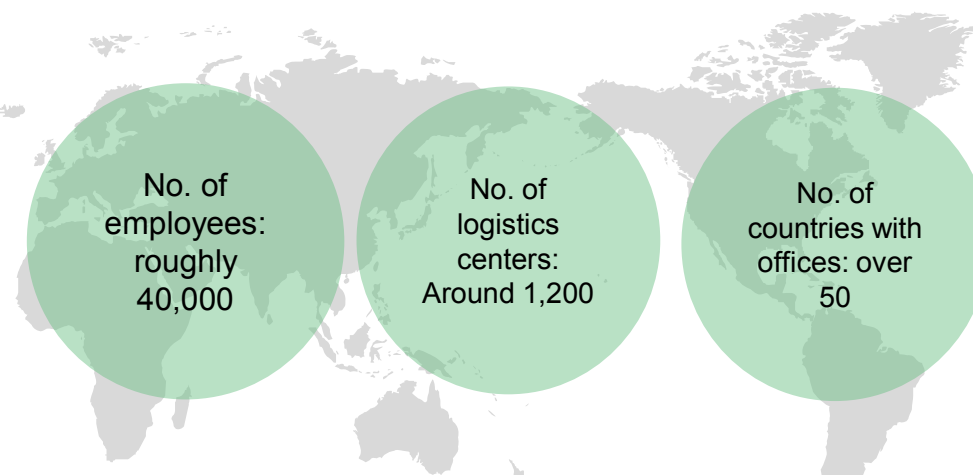 No. of
employees:
roughly
40,000
No. of
logistics
centers:
Around 1,200
No. of
countries with
offices: over
50